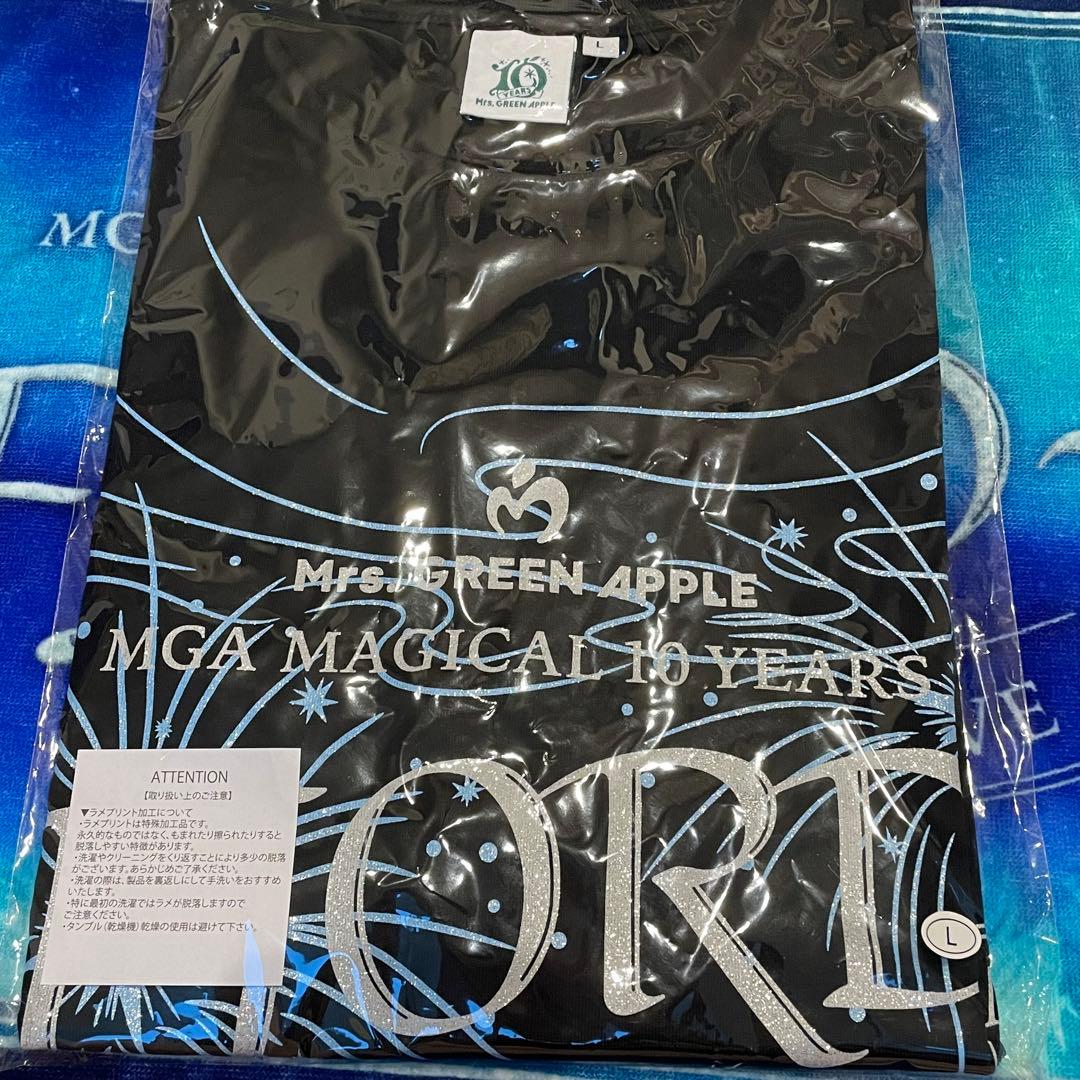 10
YEARS
Mrs. GREEN APPLE
L
MG
Mrs. GREEN APPLE
MGA MAGICAL 10 YEARS
ORE
VE
ATTENTION
【取り扱い上のご注意】
▼ラメプリント加工について
・ラメプリントは特殊加工品です。
永久的なものではなく、もまれたり擦られたりすると
脱落しやすい特徴があります。
・洗濯やクリーニングをくり返すことにより多少の脱落
がございます。あらかじめご了承ください。
・洗濯の際は、製品を裏返しにして手洗いをおすすめ
いたします。
・特に最初の洗濯ではラメが脱落しますので
ご注意ください。
・タンブル（乾燥機）乾燥の使用は避けて下さい。
L